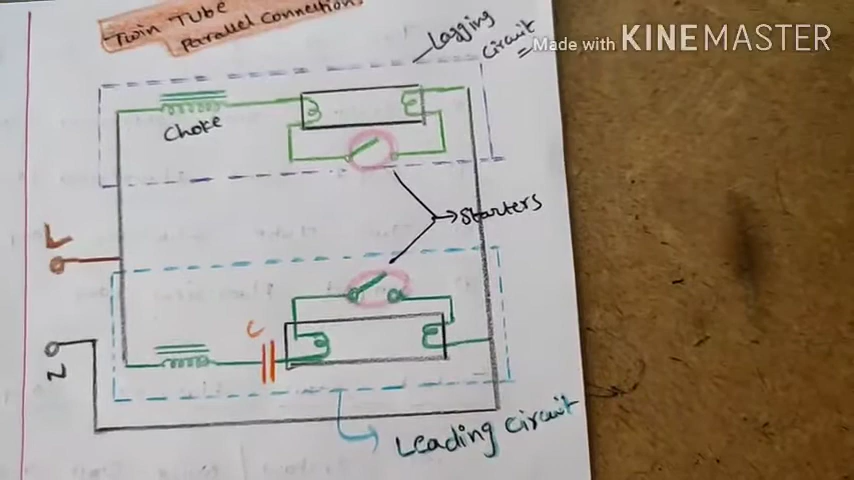 Twin Tube
Parallel Connection.
Lagging
circuit
Made with KINEMASTER
Choke
Starters
L
C
N
Leading circuit